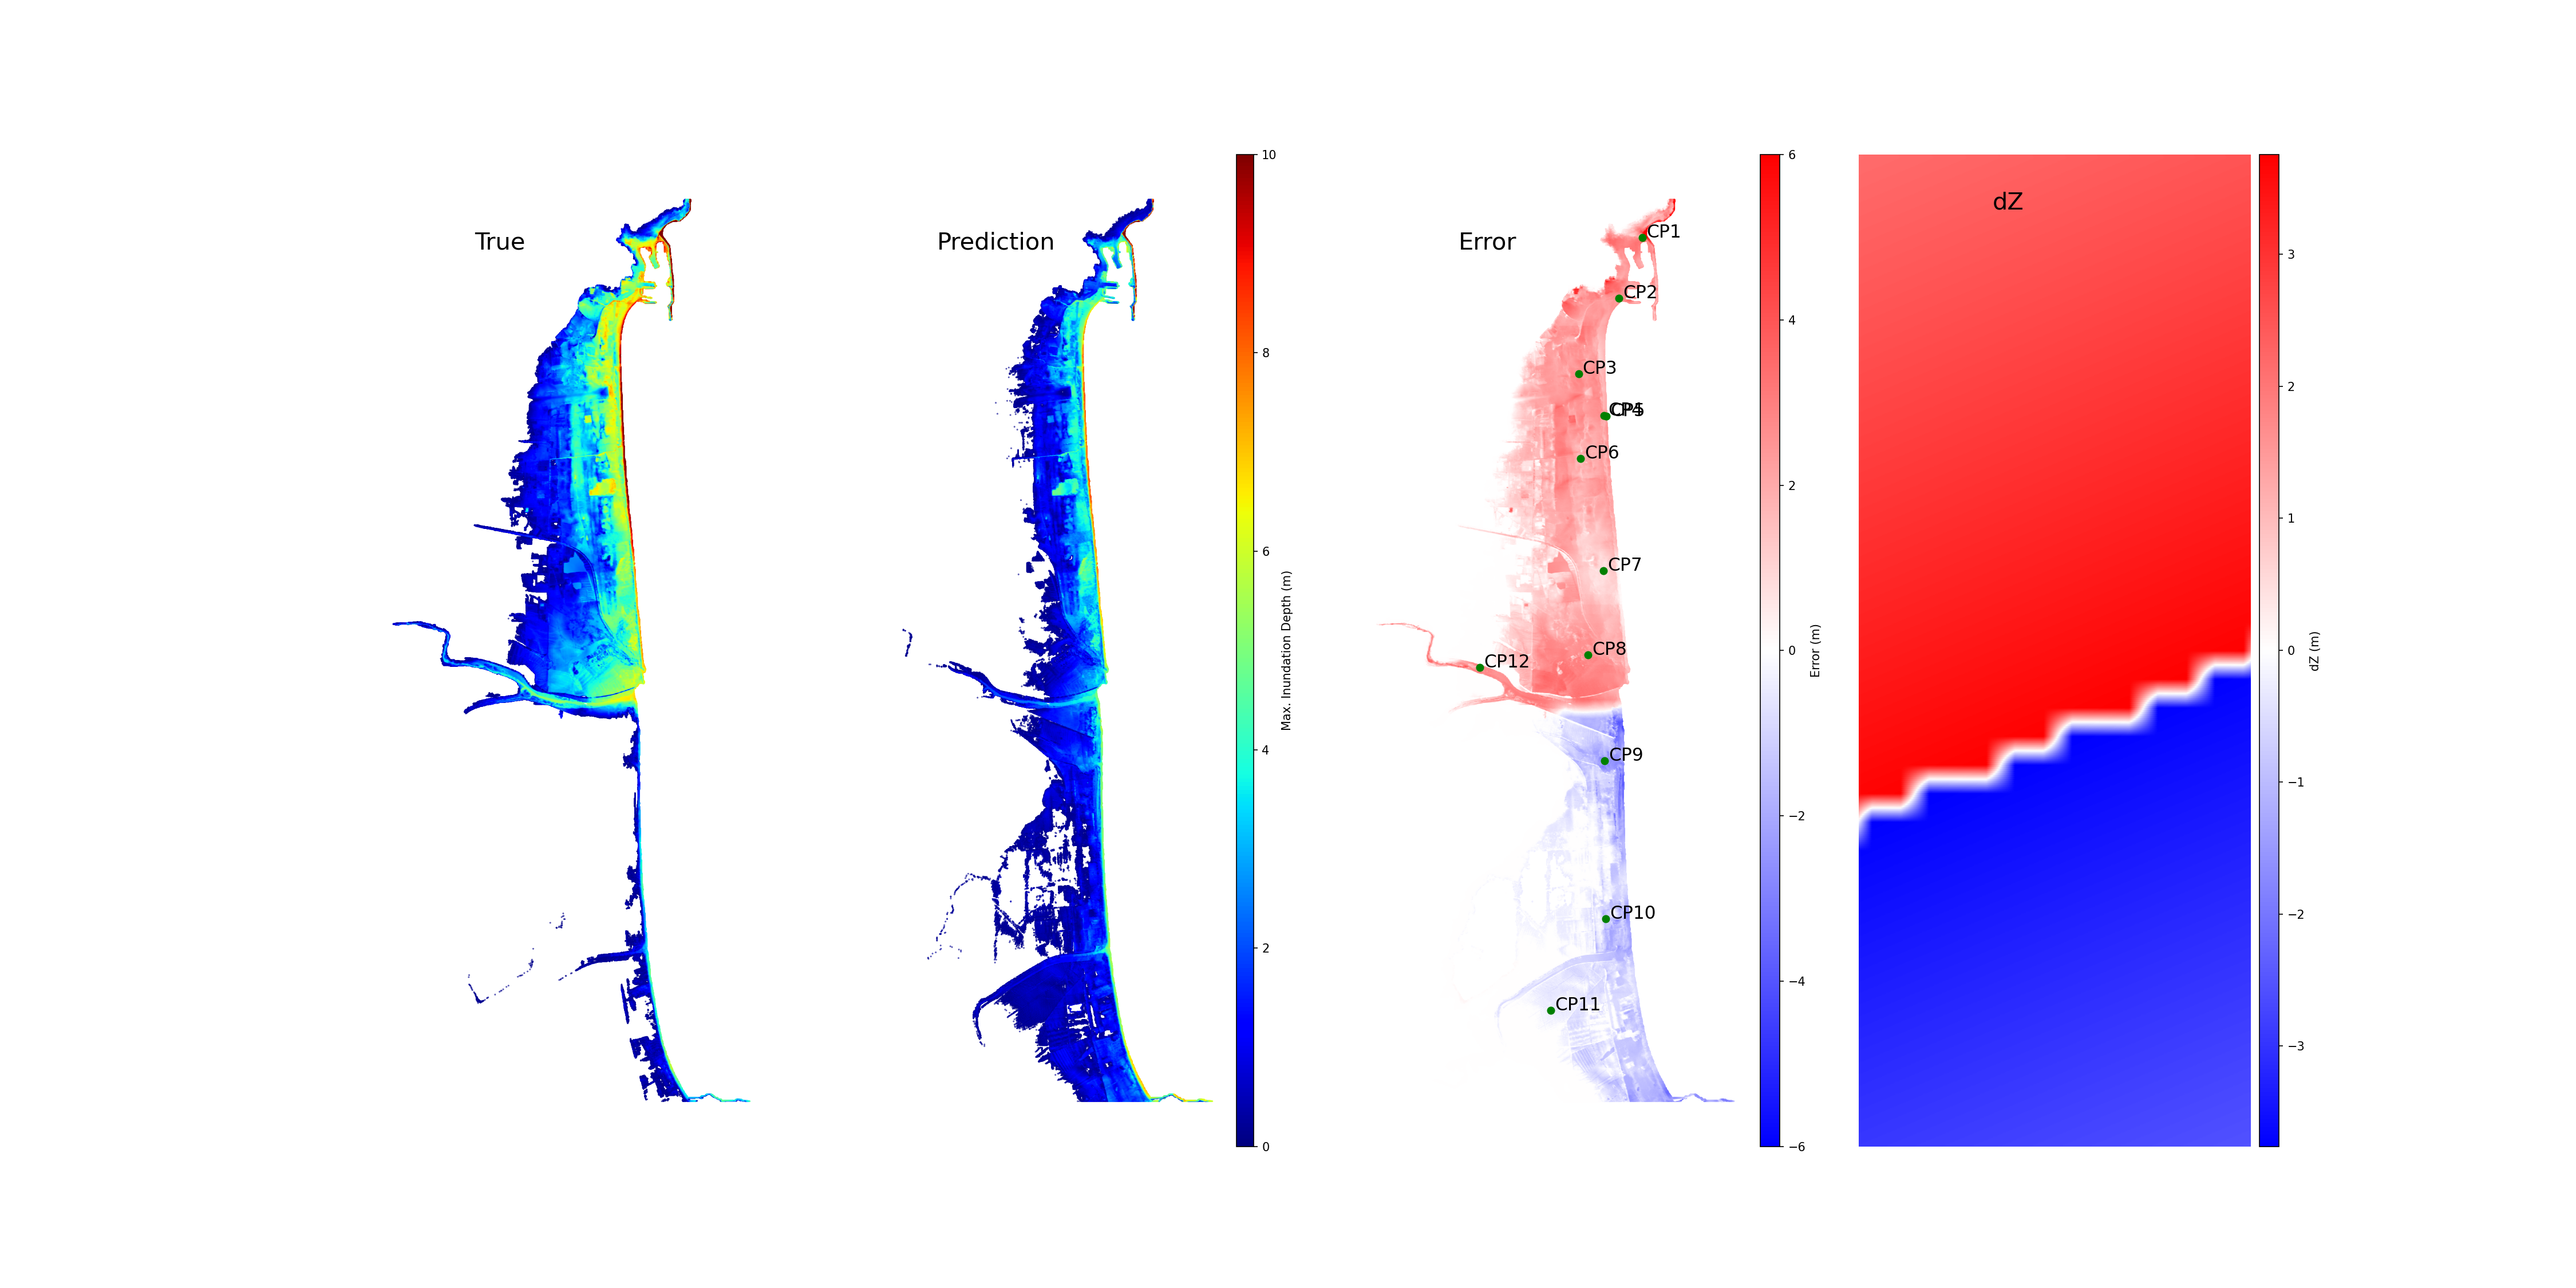 True
Prediction
10
8
6
4
2
0
Max. Inundation Depth (m)
Error
CP1
CP2
CP3
CP5
CP6
CP7
CP8
CP12
CP9
CP10
CP11
6
4
2
0
−2
−4
−6
Error (m)
dZ
3
2
1
0
−1
−2
−3
dZ (m)